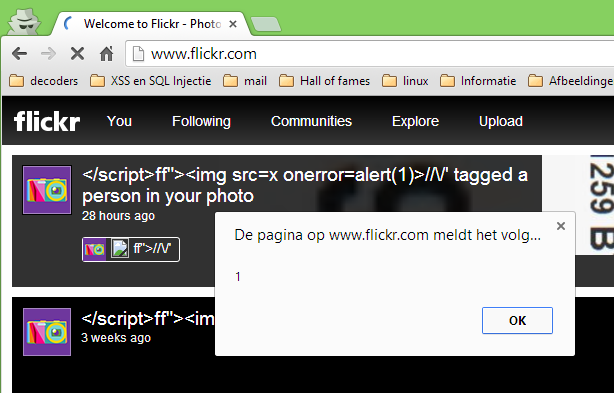 Welcome to Flickr - Photo
www.flickr.com
decoders XSS en SQL Injectie mail Hall of fames linux Informatie Afbeeldinge
flickr You Following Communities Explore Upload
</script>ff"><img src=x onerror=alert(1)>//\/' tagged a
person in your photo
28 hours ago
ff">//\/'
259 B
De pagina op www.flickr.com meldt het volg...
1
OK
</script>ff"><im
3 weeks ago